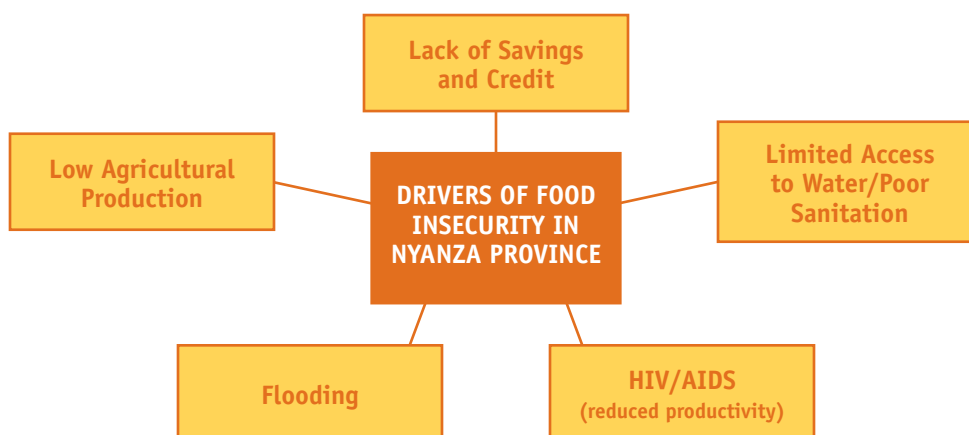 Lack of Savings
and Credit
Low Agricultural
Production
DRIVERS OF FOOD
INSECURITY IN
NYANZA PROVINCE
Limited Access
to Water/Poor
Sanitation
Flooding
HIV/AIDS
(reduced productivity)